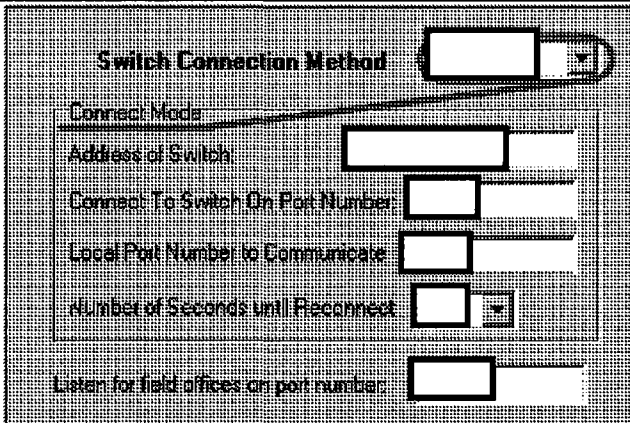 Switch Connection Method
Connect Mode
Address of Switch:
Connect To Switch On Port Number:
Local Port Number to Communicate
Number of Seconds until Reconnect
Listen for field offices on port number: